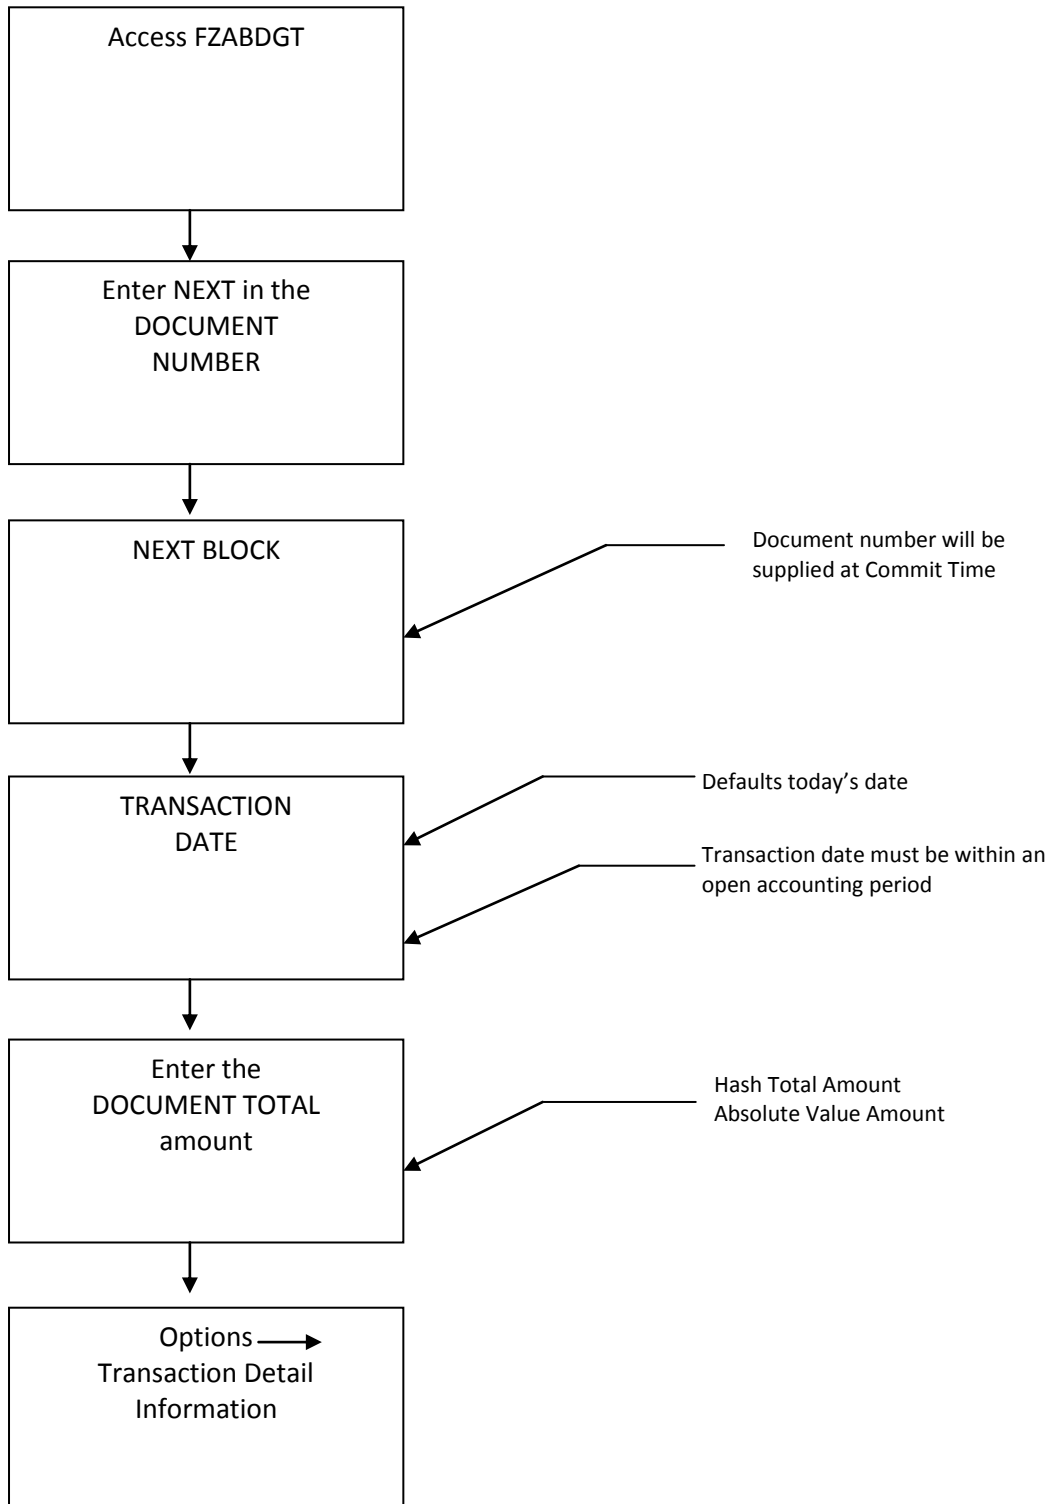 Access FZABDGT
Enter NEXT in the
DOCUMENT
NUMBER
NEXT BLOCK
Document number will be
supplied at Commit Time
TRANSACTION
DATE
Defaults today’s date
Transaction date must be within an
open accounting period
Enter the
DOCUMENT TOTAL
amount
Hash Total Amount
Absolute Value Amount
Options
Transaction Detail
Information